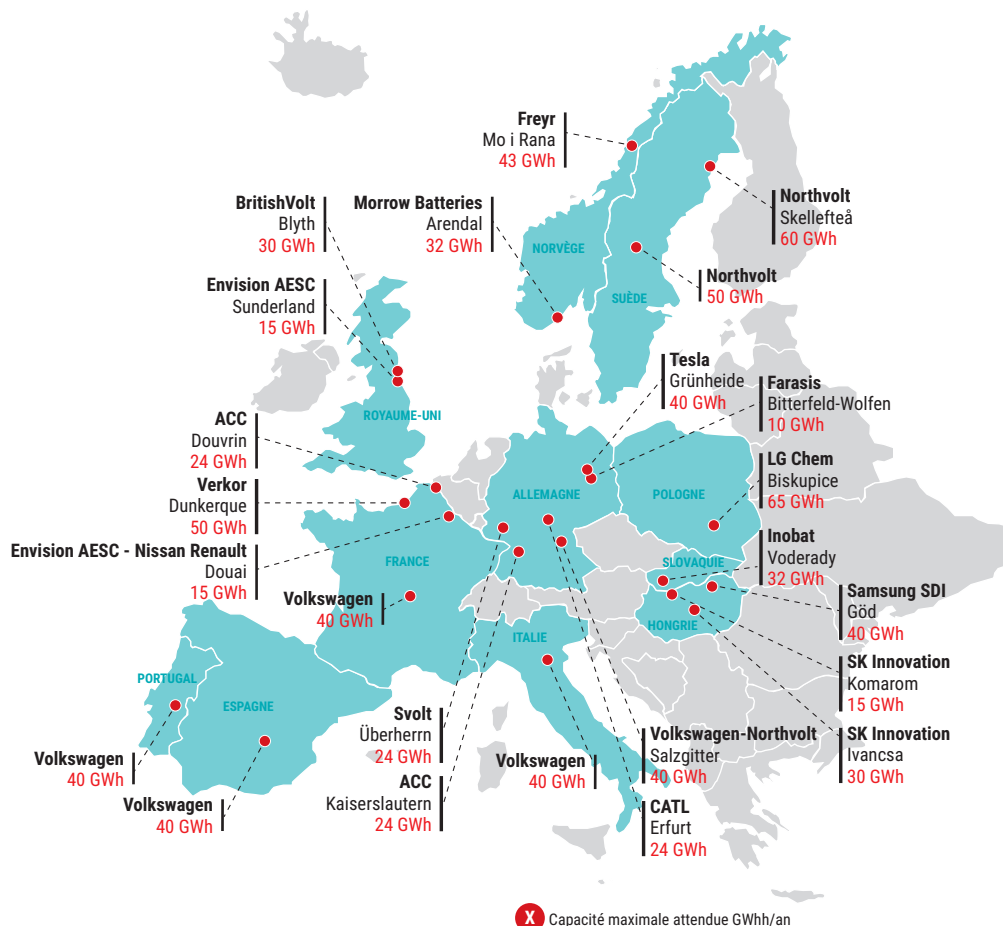 Freyr
Mo i Rana
43 GWh
Northvolt
Skellefteå
60 GWh
BritishVolt
Blyth
30 GWh
Morrow Batteries
Arendal
32 GWh
NORVÈGE
Northvolt
50 GWh
Envision AESC
Sunderland
15 GWh
SUÈDE
Tesla
Grünheide
40 GWh
Farasis
Bitterfeld-Wolfen
10 GWh
ROYAUME-UNI
ACC
Douvrin
24 GWh
LG Chem
Biskupice
65 GWh
Verkor
Dunkerque
50 GWh
ALLEMAGNE
POLOGNE
Inobat
Voderady
32 GWh
Envision AESC - Nissan Renault
Douai
15 GWh
FRANCE
SLOVAQUIE
Volkswagen
40 GWh
Samsung SDI
Göd
40 GWh
HONGRIE
ITALIE
SK Innovation
Komarom
15 GWh
PORTUGAL
ESPAGNE
Svolt
Überherrn
24 GWh
Volkswagen-Northvolt
Salzgitter
40 GWh
SK Innovation
Ivancsa
30 GWh
Volkswagen
40 GWh
Volkswagen
40 GWh
ACC
Kaiserslautern
24 GWh
Volkswagen
40 GWh
CATL
Erfurt
24 GWh
X Capacité maximale attendue GWhh/an